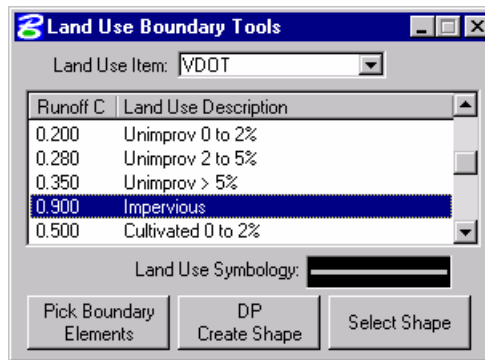 Land Use Boundary Tools
Land Use Item: VDOT
Runoff C Land Use Description
0.200 Unimprov 0 to 2%
0.280 Unimprov 2 to 5%
0.350 Unimprov > 5%
0.900 Impervious
0.500 Cultivated 0 to 2%
Land Use Symbology:
Pick Boundary
Elements
DP
Create Shape
Select Shape